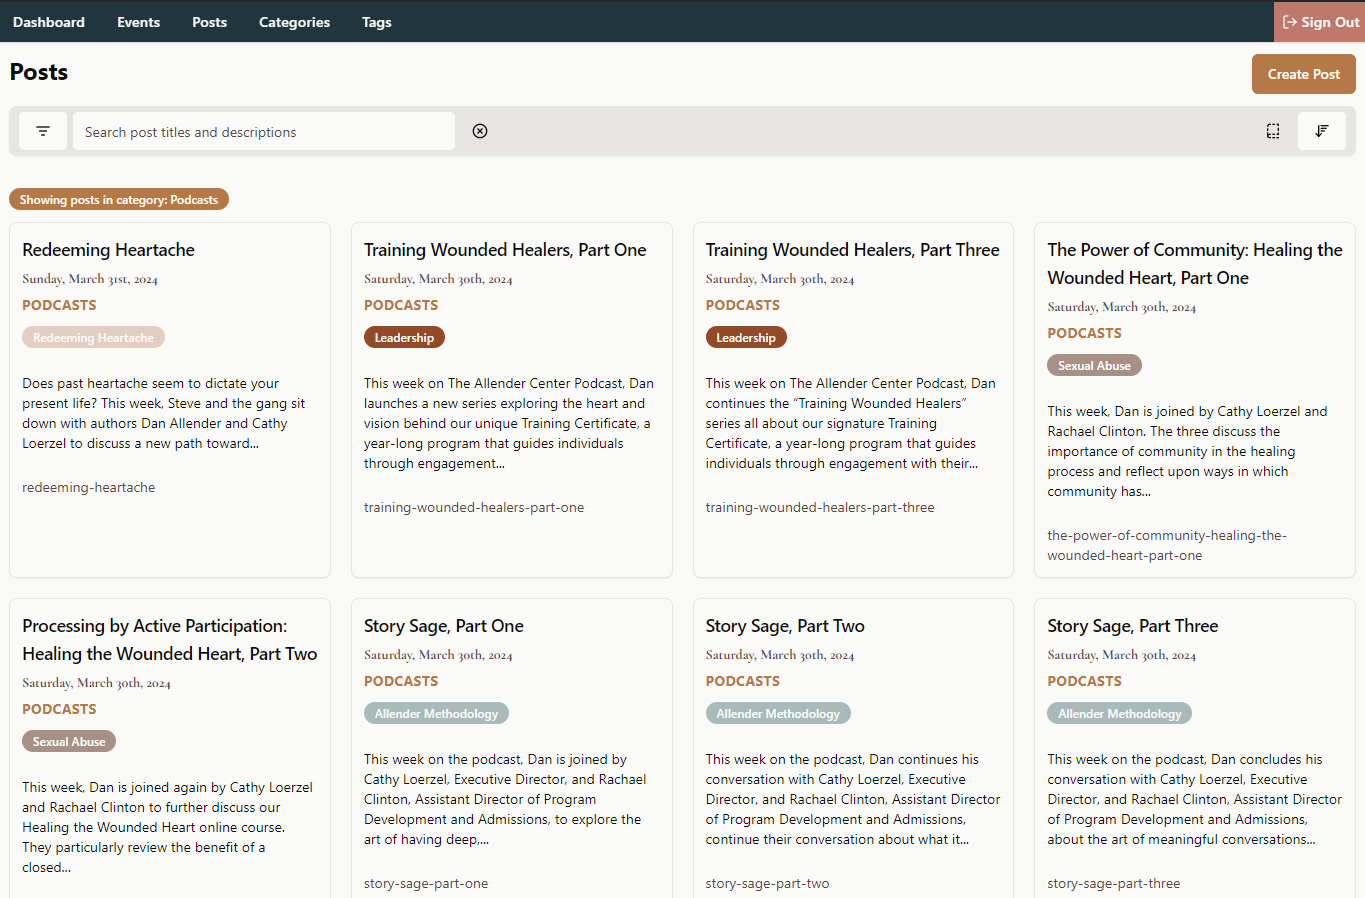 Dashboard Events Posts Categories Tags Sign Out
Posts
Create Post
Search post titles and descriptions
Showing posts in category: Podcasts
Redeeming Heartache
Sunday, March 31st, 2024
PODCASTS
Redeeming Heartache
Does past heartache seem to dictate your
present life? This week, Steve and the gang sit
down with authors Dan Allender and Cathy
Loerzel to discuss a new path toward...
redeeming-heartache
Training Wounded Healers, Part One
Saturday, March 30th, 2024
PODCASTS
Leadership
This week on The Allender Center Podcast, Dan
launches a new series exploring the heart and
vision behind our unique Training Certificate, a
year-long program that guides individuals
through engagement...
training-wounded-healers-part-one
Training Wounded Healers, Part Three
Saturday, March 30th, 2024
PODCASTS
Leadership
This week on The Allender Center Podcast, Dan
continues the “Training Wounded Healers”
series all about our signature Training
Certificate, a year-long program that guides
individuals through engagement with their...
training-wounded-healers-part-three
The Power of Community: Healing the
Wounded Heart, Part One
Saturday, March 30th, 2024
PODCASTS
Sexual Abuse
This week, Dan is joined by Cathy Loerzel and
Rachael Clinton. The three discuss the
importance of community in the healing
process and reflect upon ways in which
community has...
the-power-of-community-healing-the-
wounded-heart-part-one
Processing by Active Participation:
Healing the Wounded Heart, Part Two
Saturday, March 30th, 2024
PODCASTS
Sexual Abuse
This week, Dan is joined again by Cathy Loerzel
and Rachael Clinton to further discuss our
Healing the Wounded Heart online course.
They particularly review the benefit of a
closed...
Story Sage, Part One
Saturday, March 30th, 2024
PODCASTS
Allender Methodology
This week on the podcast, Dan is joined by
Cathy Loerzel, Executive Director, and Rachael
Clinton, Assistant Director of Program
Development and Admissions, to explore the
art of having deep,...
story-sage-part-one
Story Sage, Part Two
Saturday, March 30th, 2024
PODCASTS
Allender Methodology
This week on the podcast, Dan continues his
conversation with Cathy Loerzel, Executive
Director, and Rachael Clinton, Assistant Director
of Program Development and Admissions,
continue their conversation about what it...
story-sage-part-two
Story Sage, Part Three
Saturday, March 30th, 2024
PODCASTS
Allender Methodology
This week on the podcast, Dan concludes his
conversation with Cathy Loerzel, Executive
Director, and Rachael Clinton, Assistant Director
of Program Development and Admissions,
about the art of meaningful conversations...
story-sage-part-three